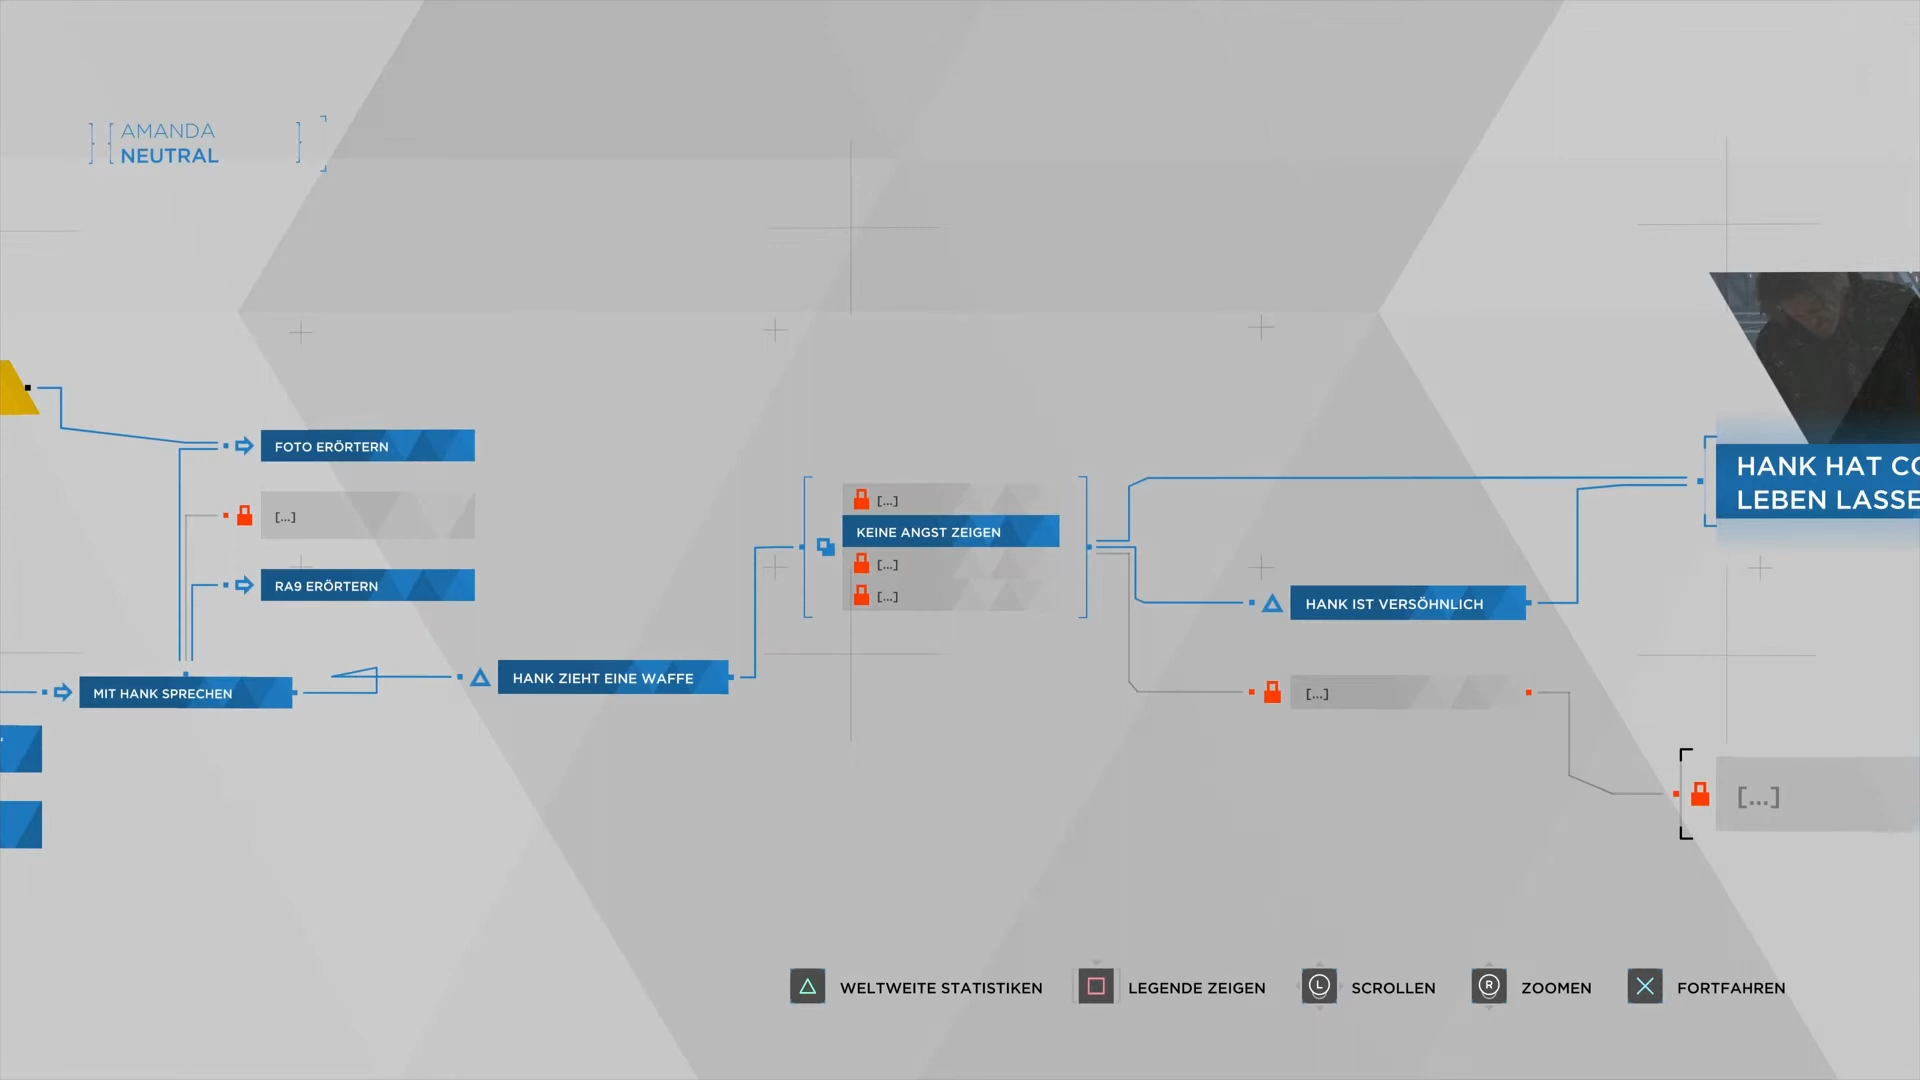 AMANDA
NEUTRAL
FOTO ERÖRTERN
[...]
RA9 ERÖRTERN
MIT HANK SPRECHEN
HANK ZIEHT EINE WAFFE
[...]
KEINE ANGST ZEIGEN
[...]
[...]
HANK HAT CO
LEBEN LASSE
HANK IST VERSÖHNLICH
[...]
[...]
WELTWEITE STATISTIKEN
LEGENDE ZEIGEN
L SCROLLEN
R ZOOMEN
FORTFAHREN